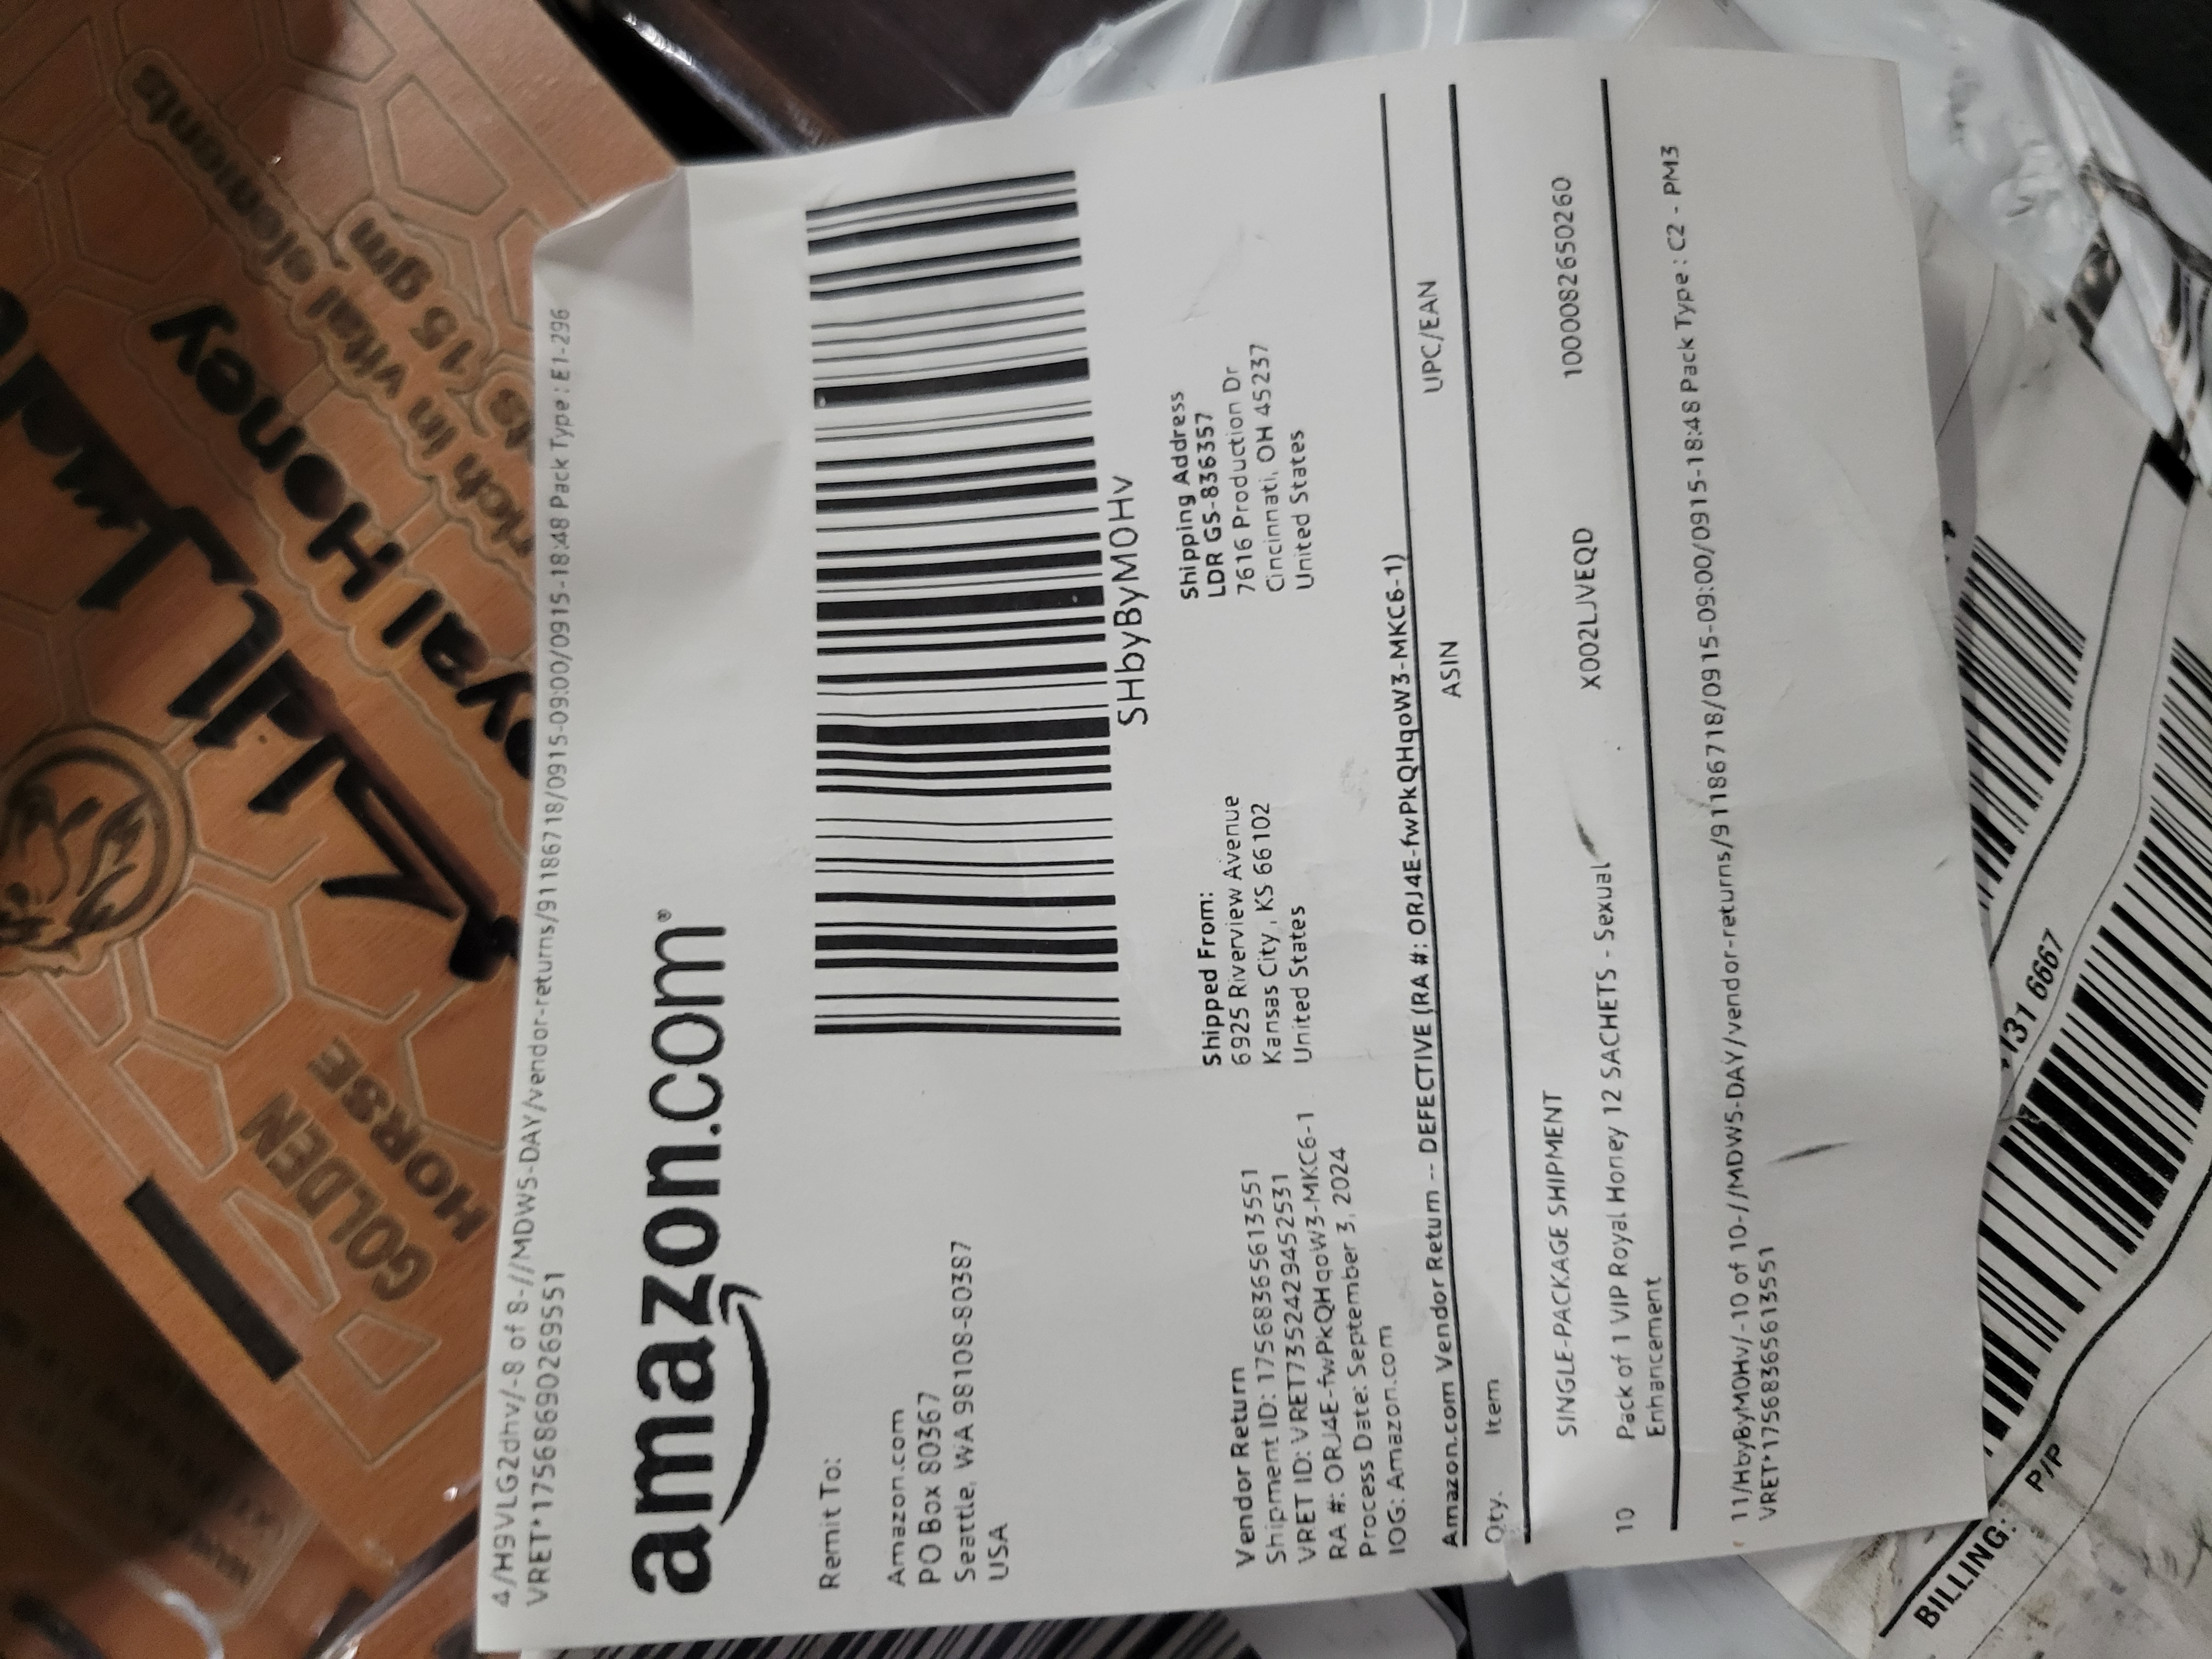 4/H9VLG2dhv/-8 of 8-//MDW5-DAY/vendor-returns/91186718/0915-09:00/0915-18:48 Pack Type : E1-296
VRET*17568690269551
amazon.com®
SHbyByMOHv
Remit To:
Amazon.com
PO Box 80367
Seattle, WA 98108-80387
USA
Shipped From:
6925 Riverview Avenue
Kansas City , KS 66102
United States
Shipping Address
LDR GS-836357
7616 Production Dr
Cincinnati, OH 45237
United States
Vendor Return
Shipment ID: 17568365613551
VRET ID: VRET7352429452531
RA #: ORJ4E-fwPkQHqoW3-MKC6-1
Process Date: September 3, 2024
IOG: Amazon.com
Amazon.com Vendor Return -- DEFECTIVE (RA #: ORJ4E-fwPkQHqoW3-MKC6-1)
Qty. Item ASIN UPC/EAN
SINGLE-PACKAGE SHIPMENT
10 Pack of 1 VIP Royal Honey 12 SACHETS - Sexual X002LJVEQD 1000082650260
Enhancement
11/HbyByMOHv/-10 of 10-//MDW5-DAY/vendor-returns/91186718/0915-09:00/0915-18:48 Pack Type : C2 - PM3
VRET*17568365613551
GOLDEN
HORSE
Honey
rich in vital elements
15 gm
131 6667
BILLING:
P/P